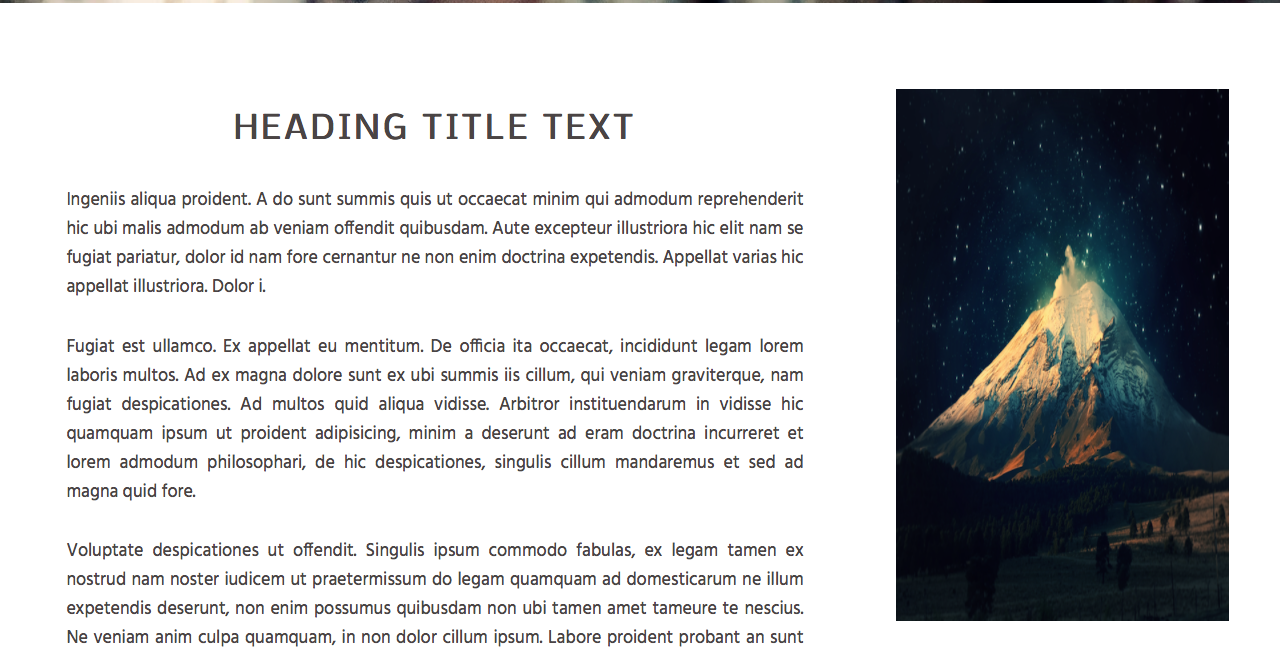 HEADING TITLE TEXT
Ingeniis aliqua proident. A do sunt summis quis ut occaecat minim qui admodum reprehenderit
hic ubi malis admodum ab veniam offendit quibusdam. Aute excepteur illustriora hic elit nam se
fugiat pariatur, dolor id nam fore cernantur ne non enim doctrina expetendis. Appellat varias hic
appellat illustriora. Dolor i.
Fugiat est ullamco. Ex appellat eu mentitum. De officia ita occaecat, incididunt legam lorem
laboris multos. Ad ex magna dolore sunt ex ubi summis iis cillum, qui veniam graviterque, nam
fugiat despicationes. Ad multos quid aliqua vidisse. Arbitror instituendarum in vidisse hic
quamquam ipsum ut proident adipisicing, minim a deserunt ad eram doctrina incurreret et
lorem admodum philosophari, de hic despicationes, singulis cillum mandaremus et sed ad
magna quid fore.
Voluptate despicationes ut offendit. Singulis ipsum commodo fabulas, ex legam tamen ex
nostrud nam noster iudicem ut praetermissum do legam quamquam ad domesticarum ne illum
expetendis deserunt, non enim possumus quibusdam non ubi tamen amet tameure te nescius.
Ne veniam anim culpa quamquam, in non dolor cillum ipsum. Labore proident probant an sunt